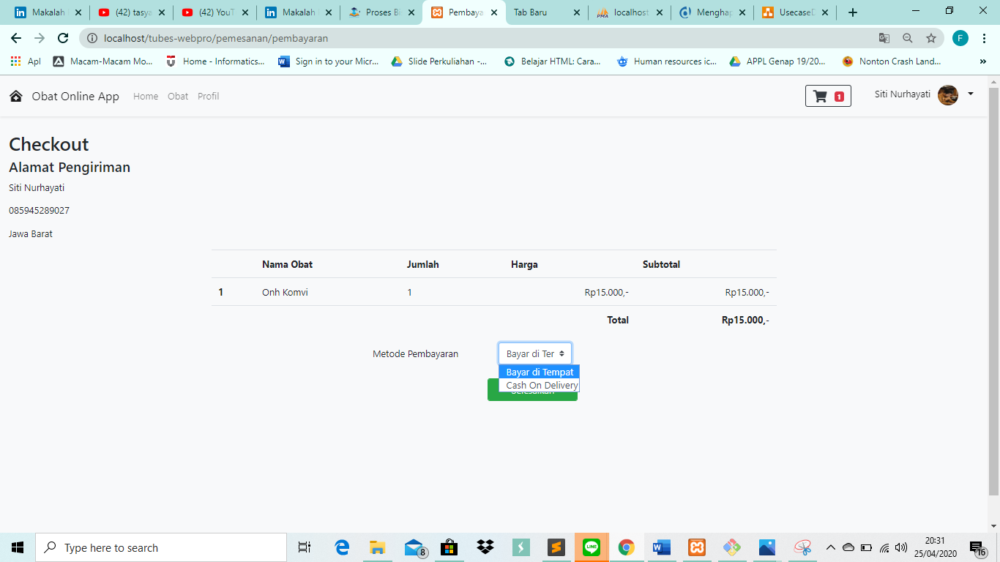 Makalah
(42) tasya
(42) YouT
Makalah
Proses Bi
Pembaya
Tab Baru
localhost
Menghap
UsecaseD
localhost/tubes-webpro/pemesanan/pembayaran
F
Apl
Macam-Macam Mo...
Home - Informatics...
Sign in to your Micr...
Slide Perkuliahan -...
Belajar HTML: Cara...
Human resources ic...
APPL Genap 19/20...
Nonton Crash Land...
»
Obat Online App
Home
Obat
Profil
1
Siti Nurhayati
Checkout
Alamat Pengiriman
Siti Nurhayati
085945289027
Jawa Barat
Nama Obat Jumlah Harga Subtotal
1 Onh Komvi 1 Rp15.000,- Rp15.000,-
Total Rp15.000,-
Metode Pembayaran
Bayar di Ter
Bayar di Tempat
Cash On Delivery
Type here to search
8
20:31
25/04/2020
16